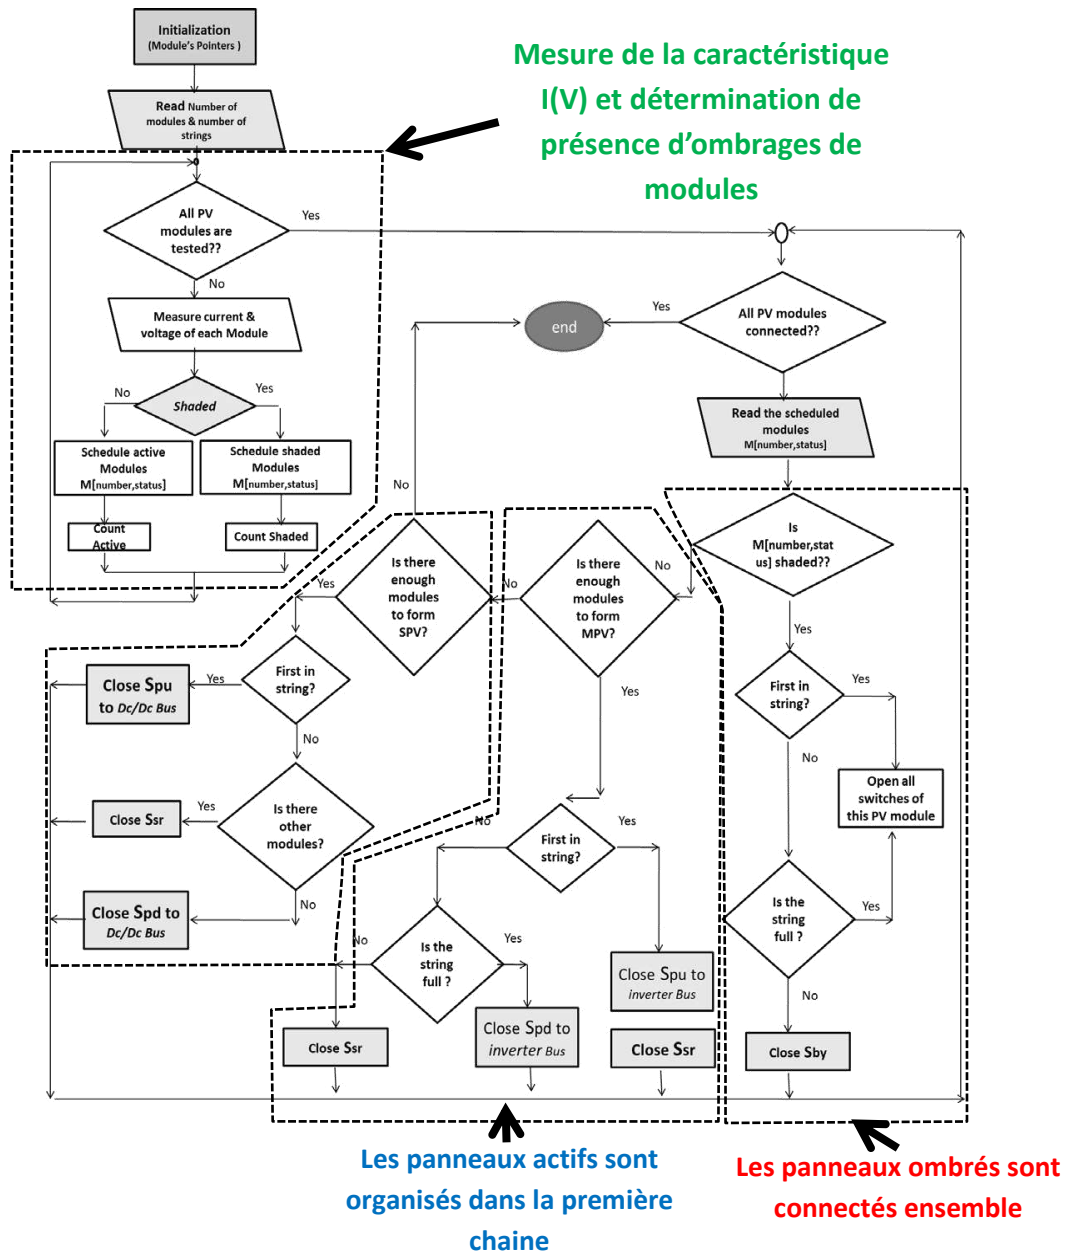 Initialization
(Module's Pointers )
Mesure de la caractéristique
I(V) et détermination de
présence d'ombrages de
modules
Read Number of
modules & number of
strings
All PV
modules are
tested??
Yes
No
Measure current &
voltage of each Module
Shaded
No
Yes
Schedule active
Modules
M[number,status]
Schedule shaded
Modules
M[number,status]
Count
Active
Count Shaded
end
Yes
All PV modules
connected??
Read the scheduled
modules
M[number,status]
No
Is
M[number,stat
us] shaded??
No
Yes
Is there
enough
modules
to form
MPV?
No
Yes
Is there
enough
modules
to form
SPV?
Yes
First in
string?
Yes
No
Close Spu
to Dc/Dc Bus
Is there
other
modules?
Yes
No
Close Ssr
Close Spd to
Dc/Dc Bus
First in
string?
No
Yes
Is the
string
full ?
No
Yes
Close Ssr
Close Spd to
inverter Bus
Close Spu to
inverter Bus
Close Ssr
First in
string?
Yes
No
Open all
switches of
this PV module
Is the
string
full ?
Yes
No
Close Sby
Les panneaux actifs sont
organisés dans la première
chaine
Les panneaux ombrés sont
connectés ensemble